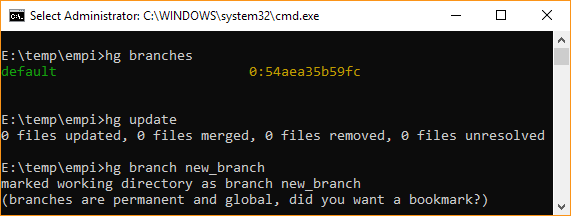 Select Administrator: C:\WINDOWS\system32\cmd.exe
E:\temp\empi>hg branches
default 0:54aea35b59fc
E:\temp\empi>hg update
0 files updated, 0 files merged, 0 files removed, 0 files unresolved
E:\temp\empi>hg branch new_branch
marked working directory as branch new_branch
(branches are permanent and global, did you want a bookmark?)